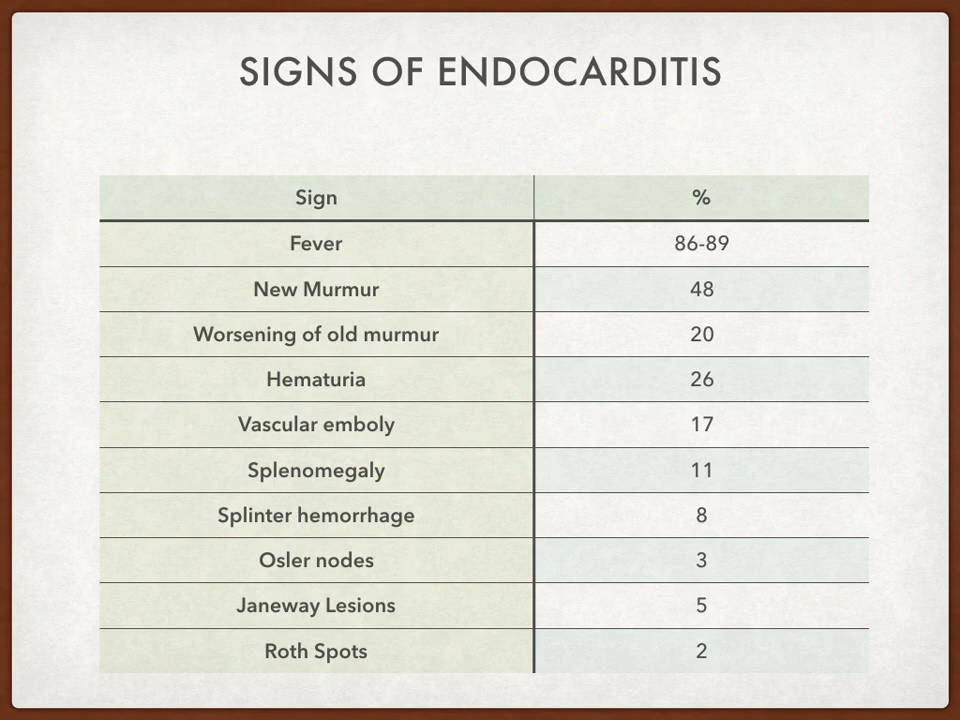 SIGNS OF ENDOCARDITIS
Sign %
Fever 86-89
New Murmur 48
Worsening of old murmur 20
Hematuria 26
Vascular emboly 17
Splenomegaly 11
Splinter hemorrhage 8
Osler nodes 3
Janeway Lesions 5
Roth Spots 2